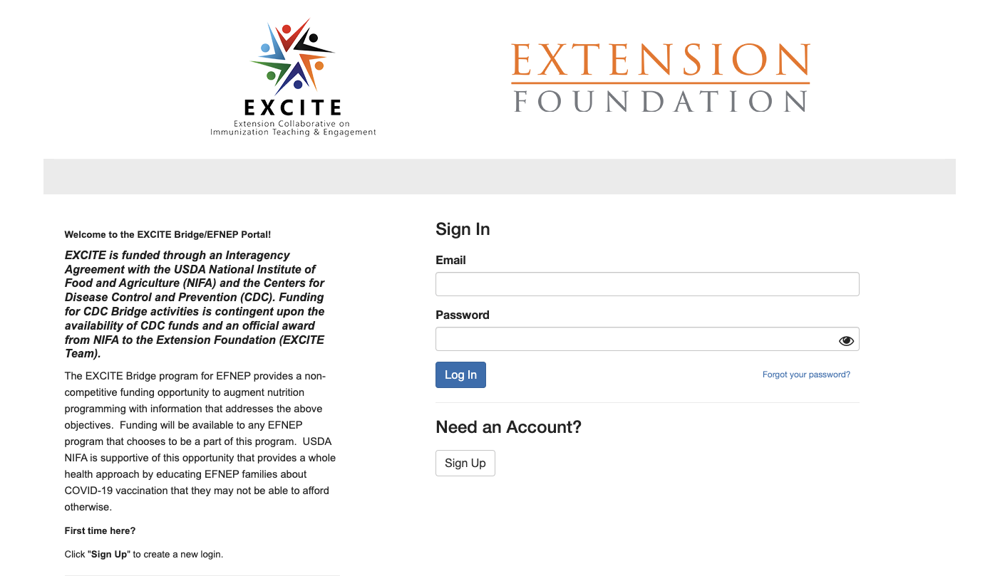 EXCITE
Extension Collaborative on
Immunization Teaching & Engagement
EXTENSION
FOUNDATION
Welcome to the EXCITE Bridge/EFNEP Portal!
EXCITE is funded through an Interagency
Agreement with the USDA National Institute of
Food and Agriculture (NIFA) and the Centers for
Disease Control and Prevention (CDC). Funding
for CDC Bridge activities is contingent upon the
availability of CDC funds and an official award
from NIFA to the Extension Foundation (EXCITE
Team).
The EXCITE Bridge program for EFNEP provides a non-
competitive funding opportunity to augment nutrition
programming with information that addresses the above
objectives.  Funding will be available to any EFNEP
program that chooses to be a part of this program.  USDA
NIFA is supportive of this opportunity that provides a whole
health approach by educating EFNEP families about
COVID-19 vaccination that they may not be able to afford
otherwise.
First time here?
Click "Sign Up" to create a new login.
Sign In
Email
Password
Log In
Forgot your password?
Need an Account?
Sign Up